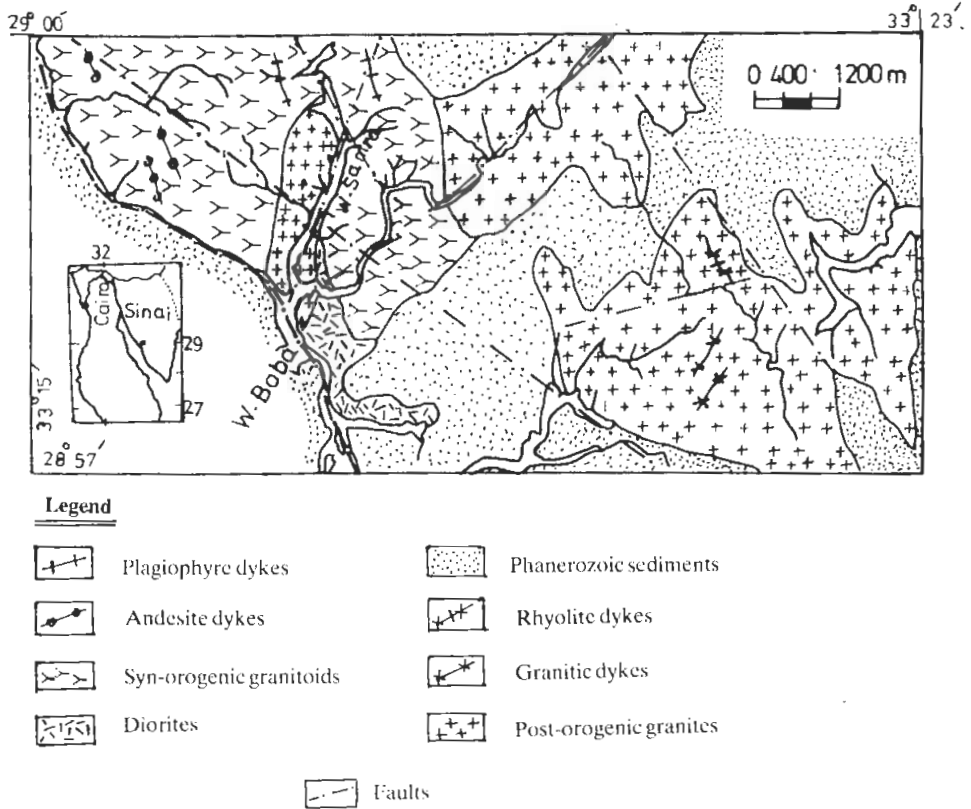 29° 00′
33° 23′.
0 400 1200 m
W. Samra
32
Cairo
Sinai
29
27
W. Baba
33° 15′
28° 57′
Legend
Plagiophyre dykes
Phanerozoic sediments
Andesite dykes
Rhyolite dykes
Syn-orogenic granitoids
Granitic dykes
Diorites
Post-orogenic granites
Faults